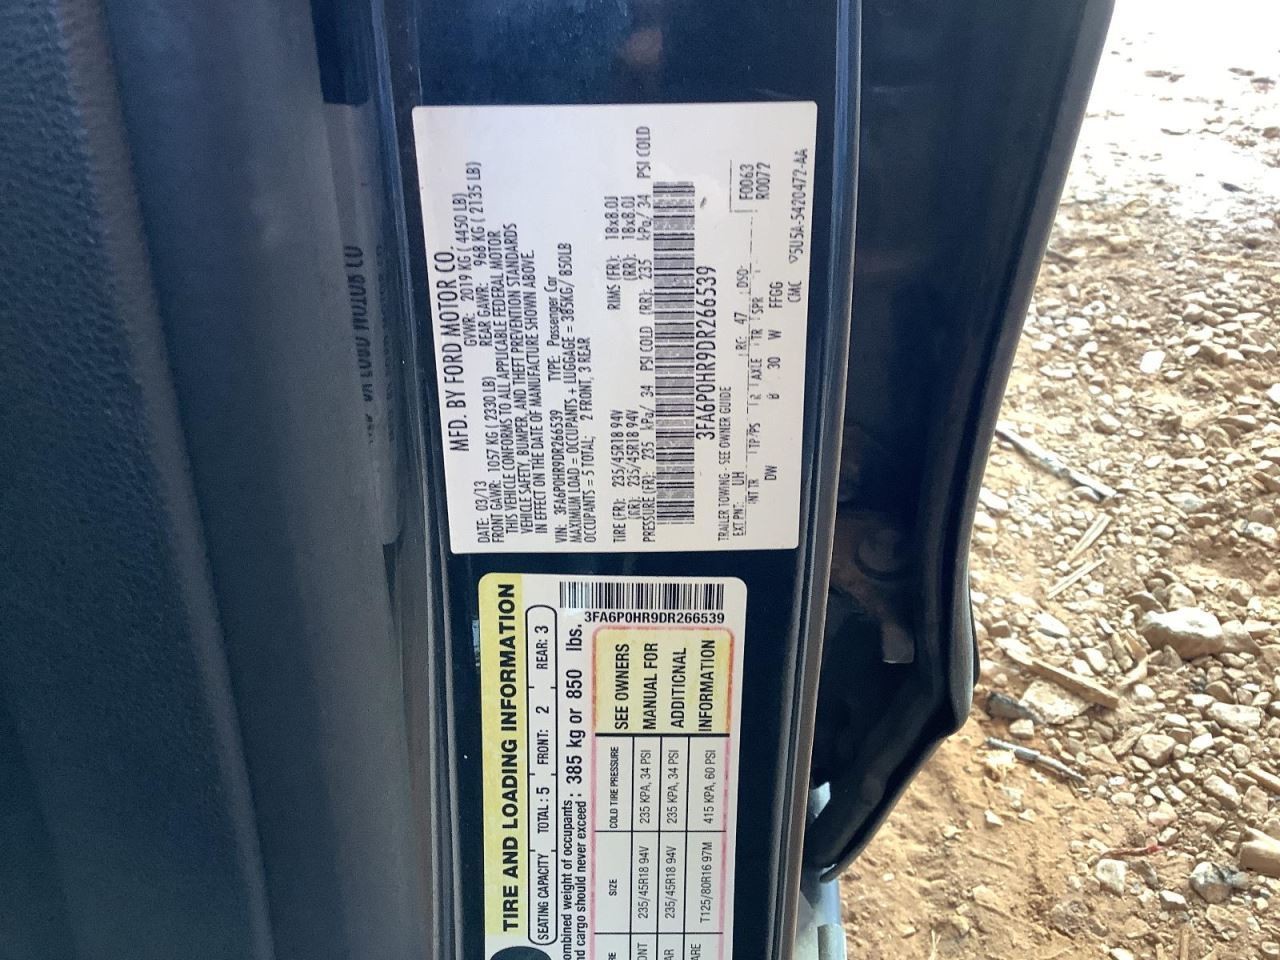 MFD. BY FORD MOTOR CO.
DATE: 03/13 GVWR: 2019 KG ( 4450 LB)
FRONT GAWR: 1057 KG ( 2330 LB) REAR GAWR: 968 KG ( 2135 LB)
THIS VEHICLE CONFORMS TO ALL APPLICABLE FEDERAL MOTOR
VEHICLE SAFETY, BUMPER, AND THEFT PREVENTION STANDARDS
IN EFFECT ON THE DATE OF MANUFACTURE SHOWN ABOVE.
VIN: 3FA6P0HR9DR266539 TYPE: Passenger Car
MAXIMUM LOAD = OCCUPANTS + LUGGAGE = 385KG/ 850LB
OCCUPANTS = 5 TOTAL; 2 FRONT, 3 REAR
TIRE (FR): 235/45R18 94V RIMS (FR): 18x8.0J
(RR): 235/45R18 94V (RR): 18x8.0J
PRESSURE (FR): 235 kPa/ 34 PSI COLD (RR): 235 kPa/ 34 PSI COLD
3FA6P0HR9DR266539
TRAILER TOWING - SEE OWNER GUIDE
EXT PNT: UH RC: 47 DSO: F0063
INT TR TP/PS R AXLE TR SPR R0072
DW 30 W FFGG
CMC 5U5A-5420472-AA
TIRE AND LOADING INFORMATION
SEATING CAPACITY TOTAL: 5 FRONT: 2 REAR: 3
ombined weight of occupants
nd cargo should never exceed: 385 kg or 850 lbs.
3FA6P0HR9DR266539
RE SIZE COLD TIRE PRESSURE
ONT 235/45R18 94V 235 KPA, 34 PSI
AR 235/45R18 94V 235 KPA, 34 PSI
ARE T125/80R16 97M 415 KPA, 60 PSI
SEE OWNERS
MANUAL FOR
ADDITIONAL
INFORMATION